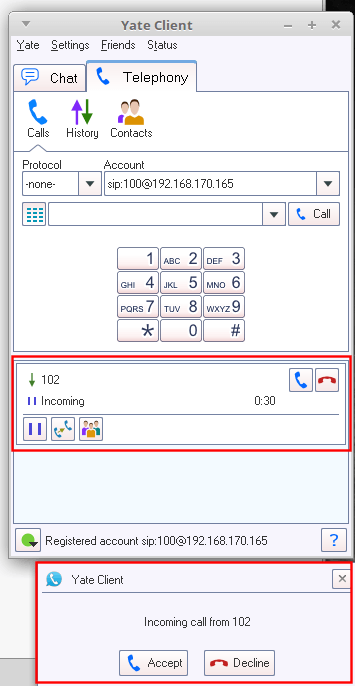 Yate Client
Yate Settings Friends Status
Chat Telephony
Calls History Contacts
Protocol Account
-none- sip:100@192.168.170.165
Call
1 ABC 2 DEF 3
GHI 4 JKL 5 MNO 6
PQRS 7 TUV 8 WXYZ 9
* 0 #
102
Incoming 0:30
Registered account sip:100@192.168.170.165 ?
Yate Client
Incoming call from 102
Accept Decline